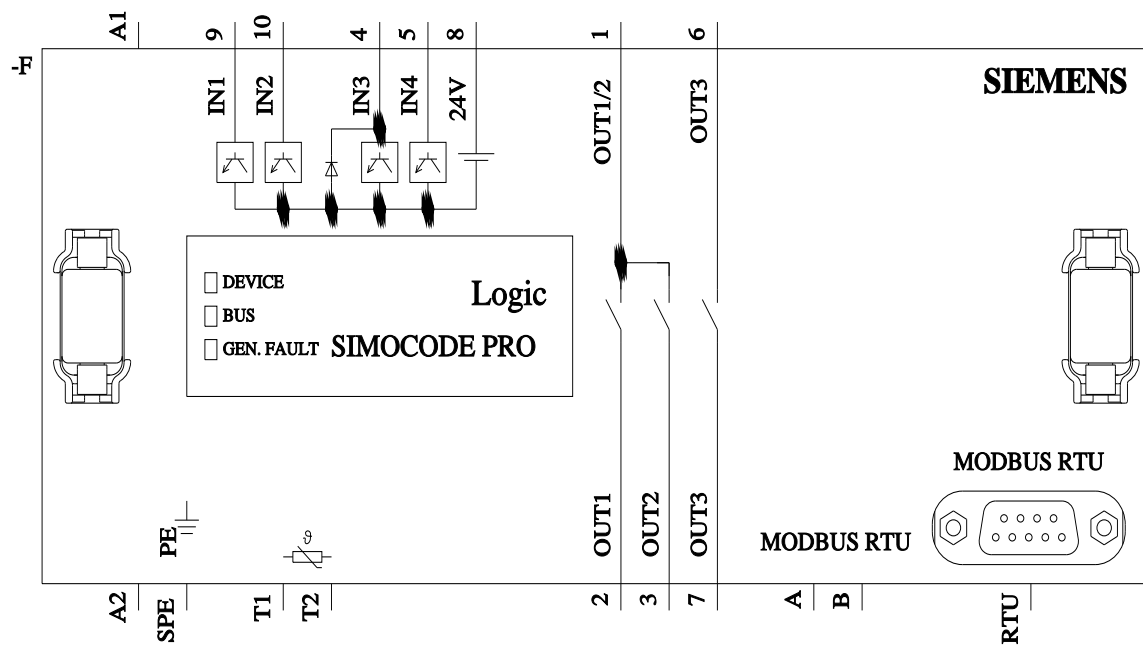 A1
9
10
4
5
8
1
6
-F
IN1
IN2
IN3
IN4
24V
OUT1/2
OUT3
SIEMENS
DEVICE
BUS
GEN. FAULT
Logic
SIMOCODE PRO
MODBUS RTU
PE
ϑ
OUT1
OUT2
OUT3
MODBUS RTU
A2
SPE
T1
T2
2
3
7
A
B
RTU